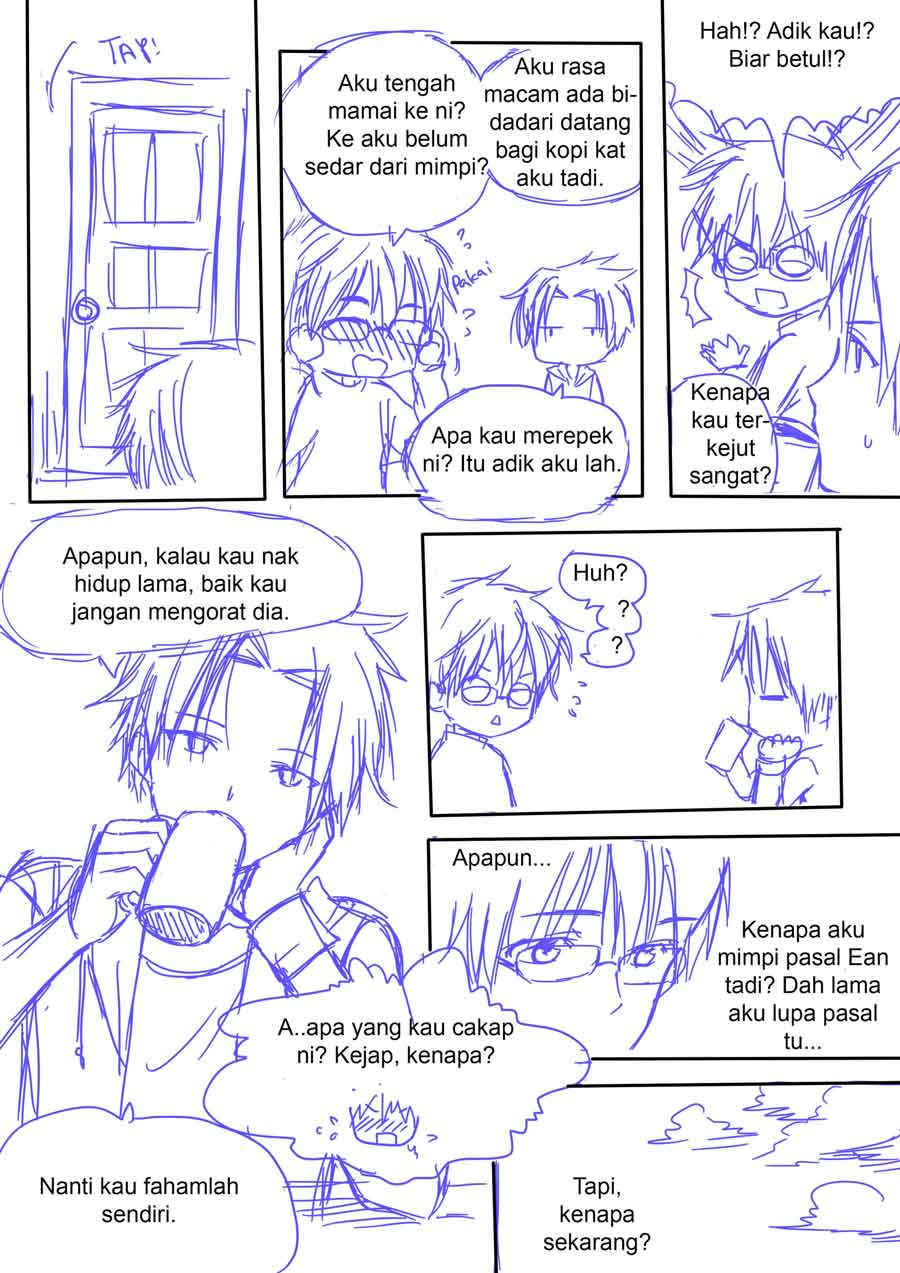 TAP!
Aku tengah
mamai ke ni?
Ke aku belum
sedar dari mimpi?
Aku rasa
macam ada bi-
dadari datang
bagi kopi kat
aku tadi.
Pakai
Apa kau merepek
ni? Itu adik aku lah.
Hah!? Adik kau!?
Biar betul!?
Kenapa
kau ter-
kejut
sangat?
Apapun, kalau kau nak
hidup lama, baik kau
jangan mengorat dia.
Huh?
?
?
A..apa yang kau cakap
ni? Kejap, kenapa?
Nanti kau fahamlah
sendiri.
Apapun...
Kenapa aku
mimpi pasal Ean
tadi? Dah lama
aku lupa pasal
tu...
Tapi,
kenapa
sekarang?